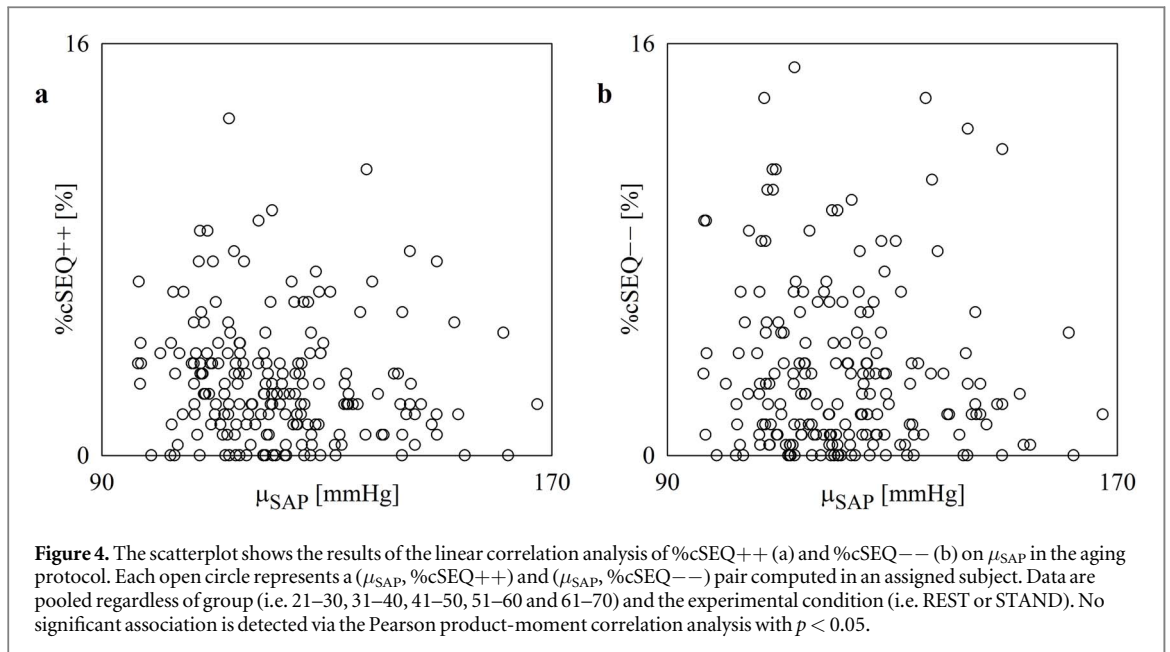 16
a
%cSEQ++ [%]
0
90
μSAP [mmHg]
170
16
b
%cSEQ−− [%]
0
90
μSAP [mmHg]
170
Figure 4. The scatterplot shows the results of the linear correlation analysis of %cSEQ++ (a) and %cSEQ−− (b) on μSAP in the aging
protocol. Each open circle represents a (μSAP, %cSEQ++) and (μSAP, %cSEQ−−) pair computed in an assigned subject. Data are
pooled regardless of group (i.e. 21–30, 31–40, 41–50, 51–60 and 61–70) and the experimental condition (i.e. REST or STAND). No
significant association is detected via the Pearson product-moment correlation analysis with p < 0.05.